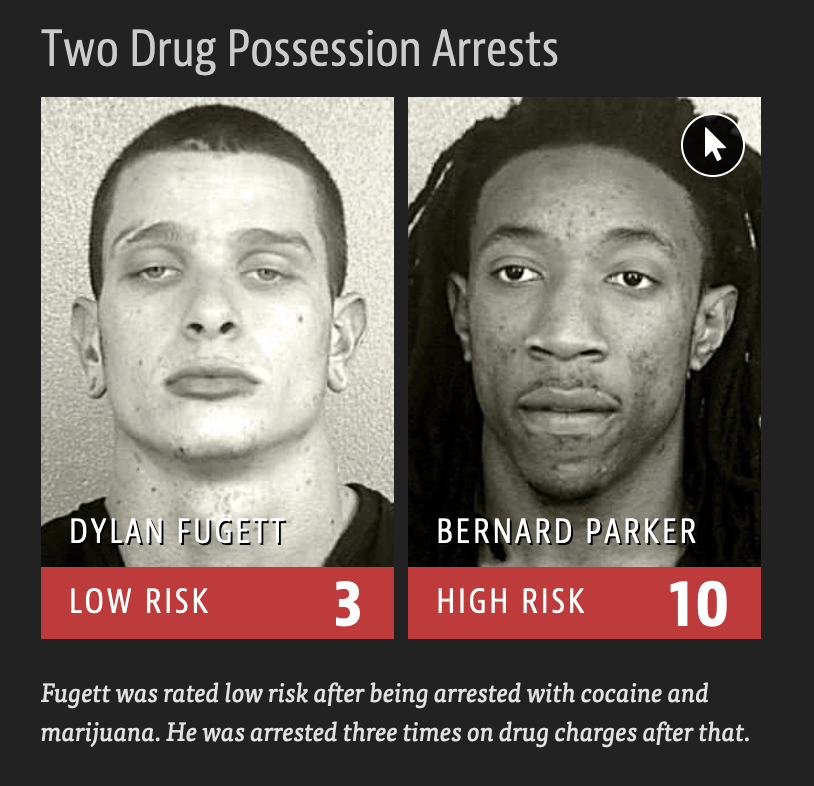 Two Drug Possession Arrests
DYLAN FUGETT
BERNARD PARKER
LOW RISK 3
HIGH RISK 10
Fugett was rated low risk after being arrested with cocaine and
marijuana. He was arrested three times on drug charges after that.